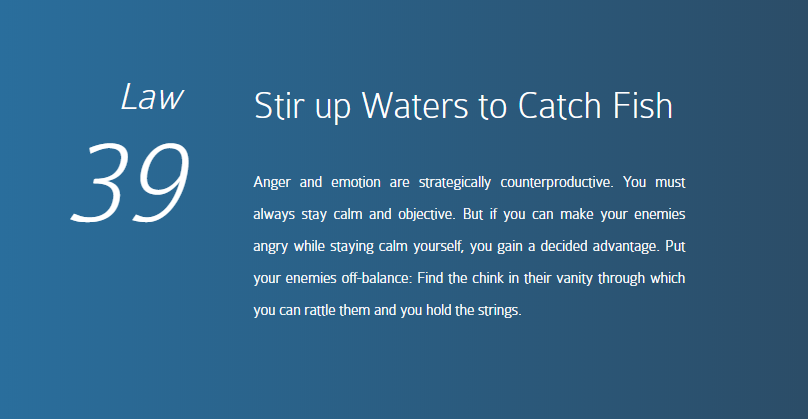 Law
39
Stir up Waters to Catch Fish
Anger and emotion are strategically counterproductive. You must
always stay calm and objective. But if you can make your enemies
angry while staying calm yourself, you gain a decided advantage. Put
your enemies off-balance: Find the chink in their vanity through which
you can rattle them and you hold the strings.